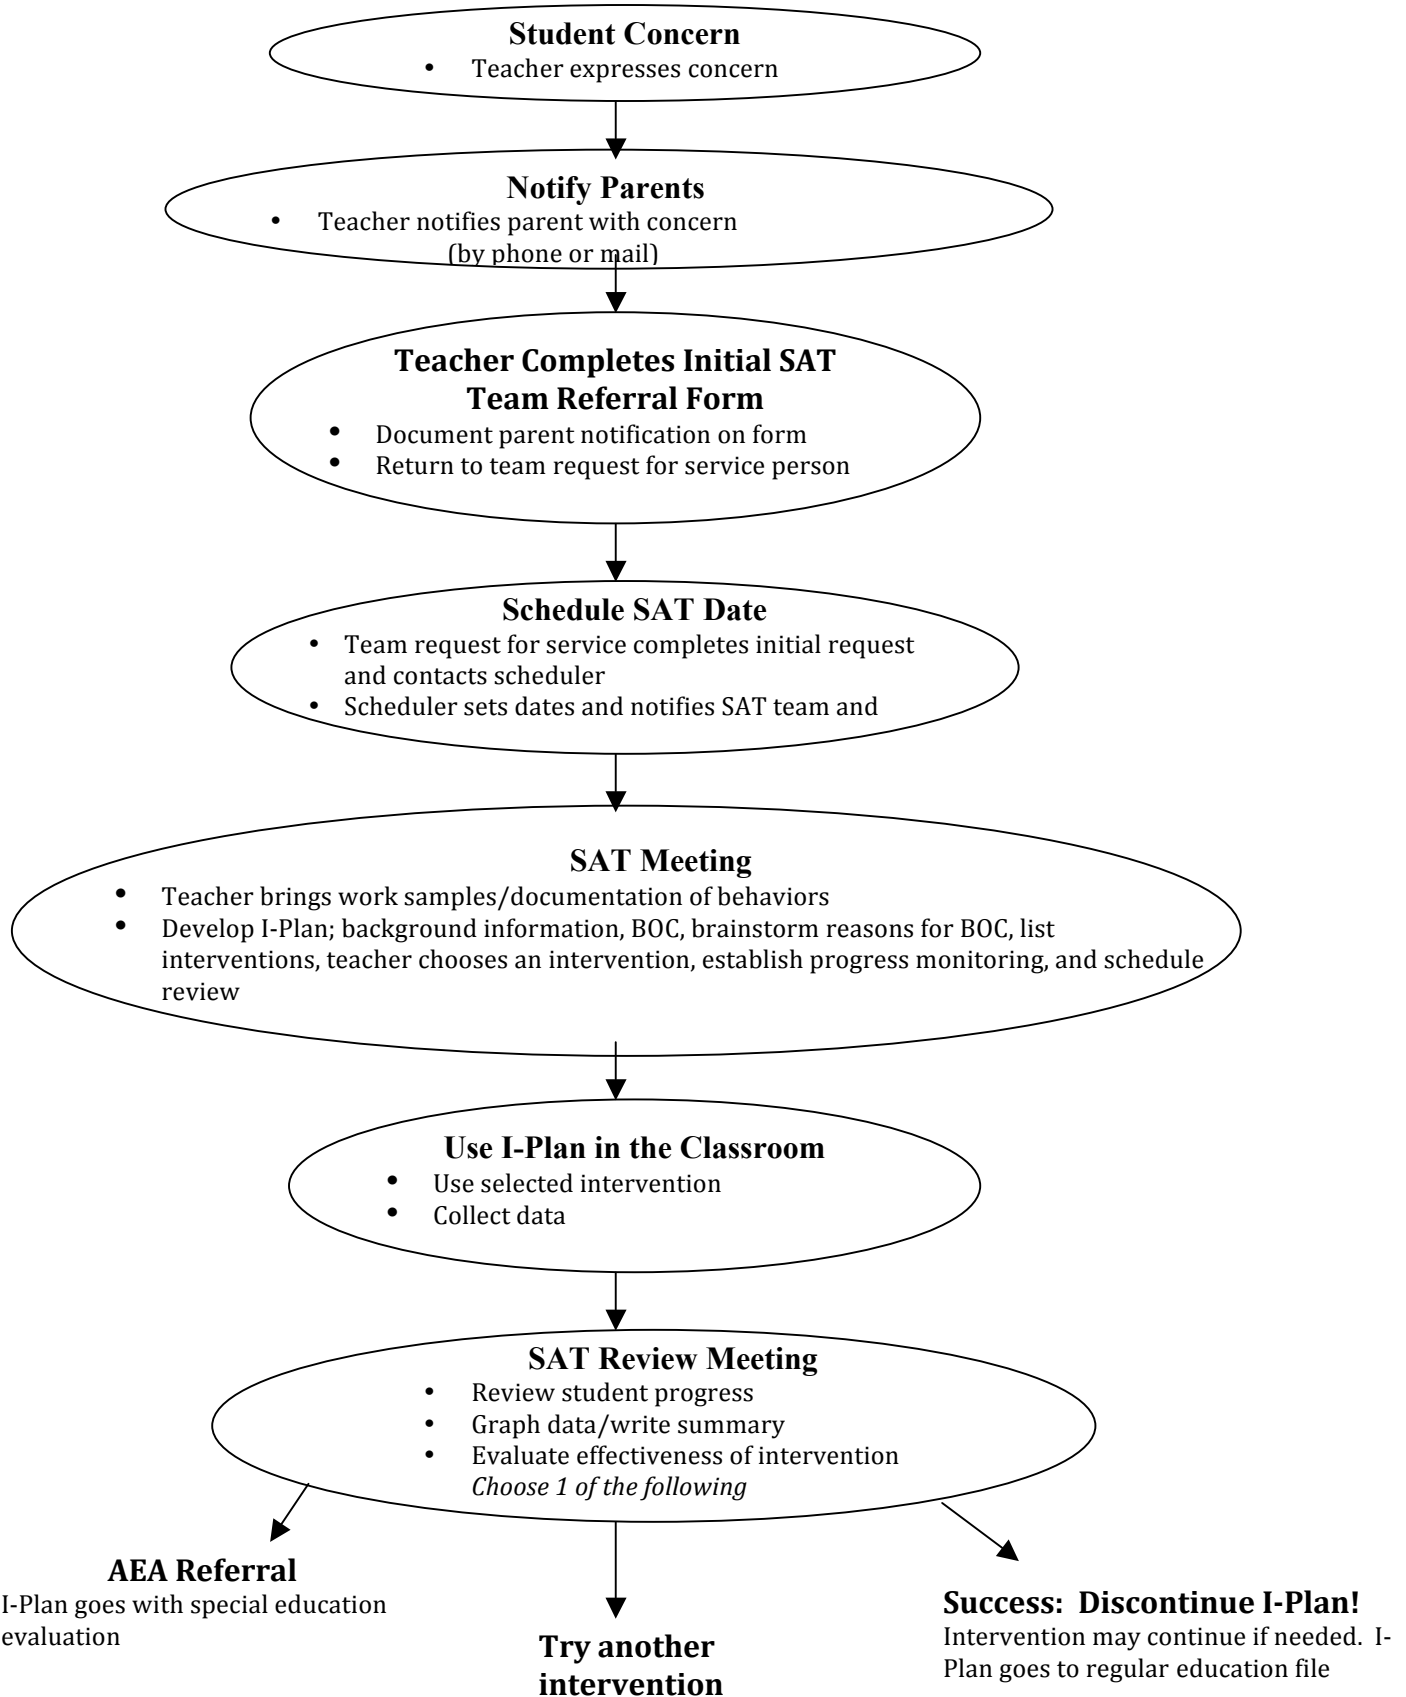 Student Concern
• Teacher expresses concern
Notify Parents
• Teacher notifies parent with concern
(by phone or mail)
Teacher Completes Initial SAT
Team Referral Form
• Document parent notification on form
• Return to team request for service person
Schedule SAT Date
• Team request for service completes initial request
and contacts scheduler
• Scheduler sets dates and notifies SAT team and
SAT Meeting
• Teacher brings work samples/documentation of behaviors
• Develop I-Plan; background information, BOC, brainstorm reasons for BOC, list
interventions, teacher chooses an intervention, establish progress monitoring, and schedule
review
Use I-Plan in the Classroom
• Use selected intervention
• Collect data
SAT Review Meeting
• Review student progress
• Graph data/write summary
• Evaluate effectiveness of intervention
Choose 1 of the following
AEA Referral
I-Plan goes with special education
evaluation
Try another
intervention
Success: Discontinue I-Plan!
Intervention may continue if needed. I-
Plan goes to regular education file